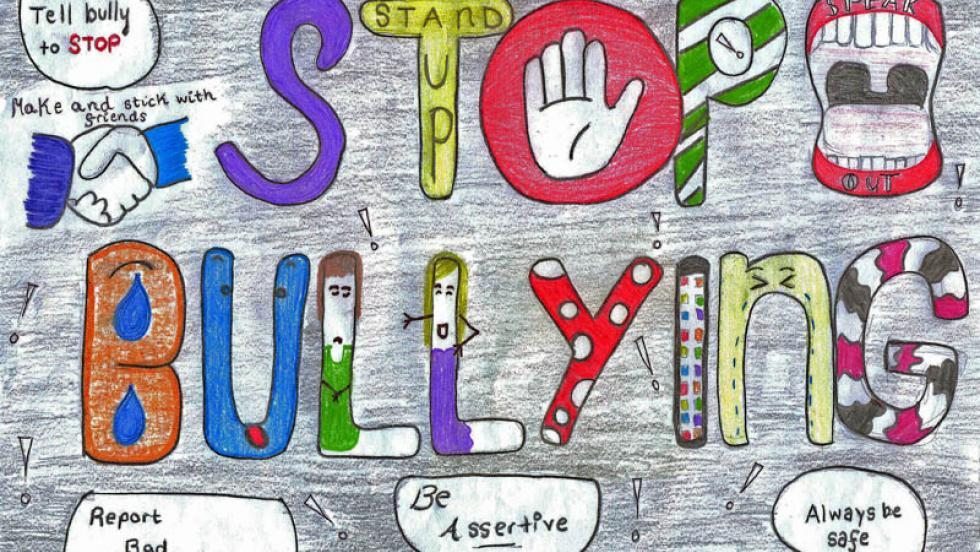 Tell bully
to STOP
Make and stick with
friends
STOP
STAND
UP
SPEAK
OUT
BULLYING
Report
Bad
Be
Assertive
Always be
safe